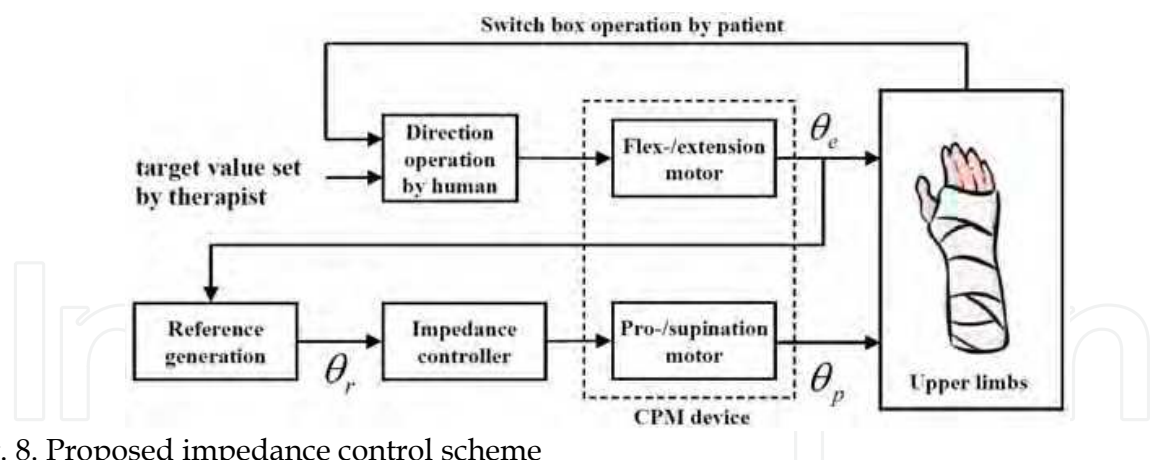 Switch box operation by patient
Direction
operation
by human
Flex-/extension
motor
θe
target value set
by therapist
Reference
generation
θr
Impedance
controller
Pro-/supination
motor
θp
Upper limbs
CPM device
. 8. Proposed impedance control scheme